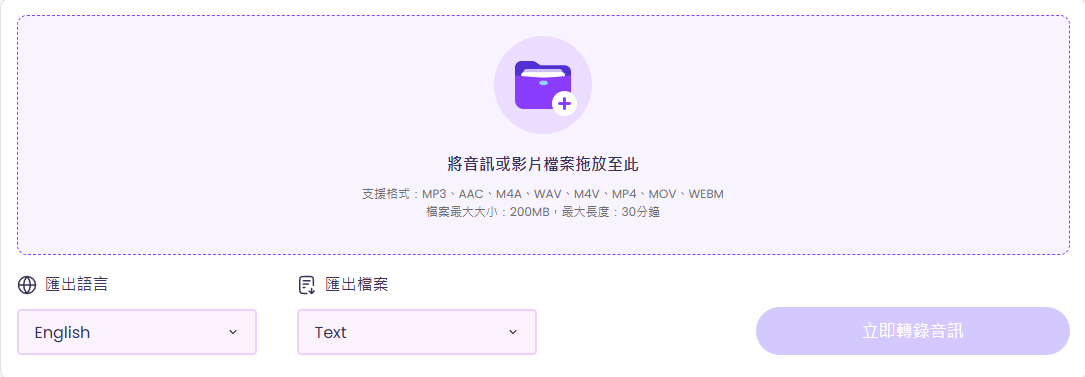 將音訊或影片檔案拖放至此
支援格式：MP3、AAC、M4A、WAV、M4V、MP4、MOV、WEBM
檔案最大大小：200MB，最大長度：30分鐘
匯出語言
匯出檔案
English
Text
立即轉錄音訊